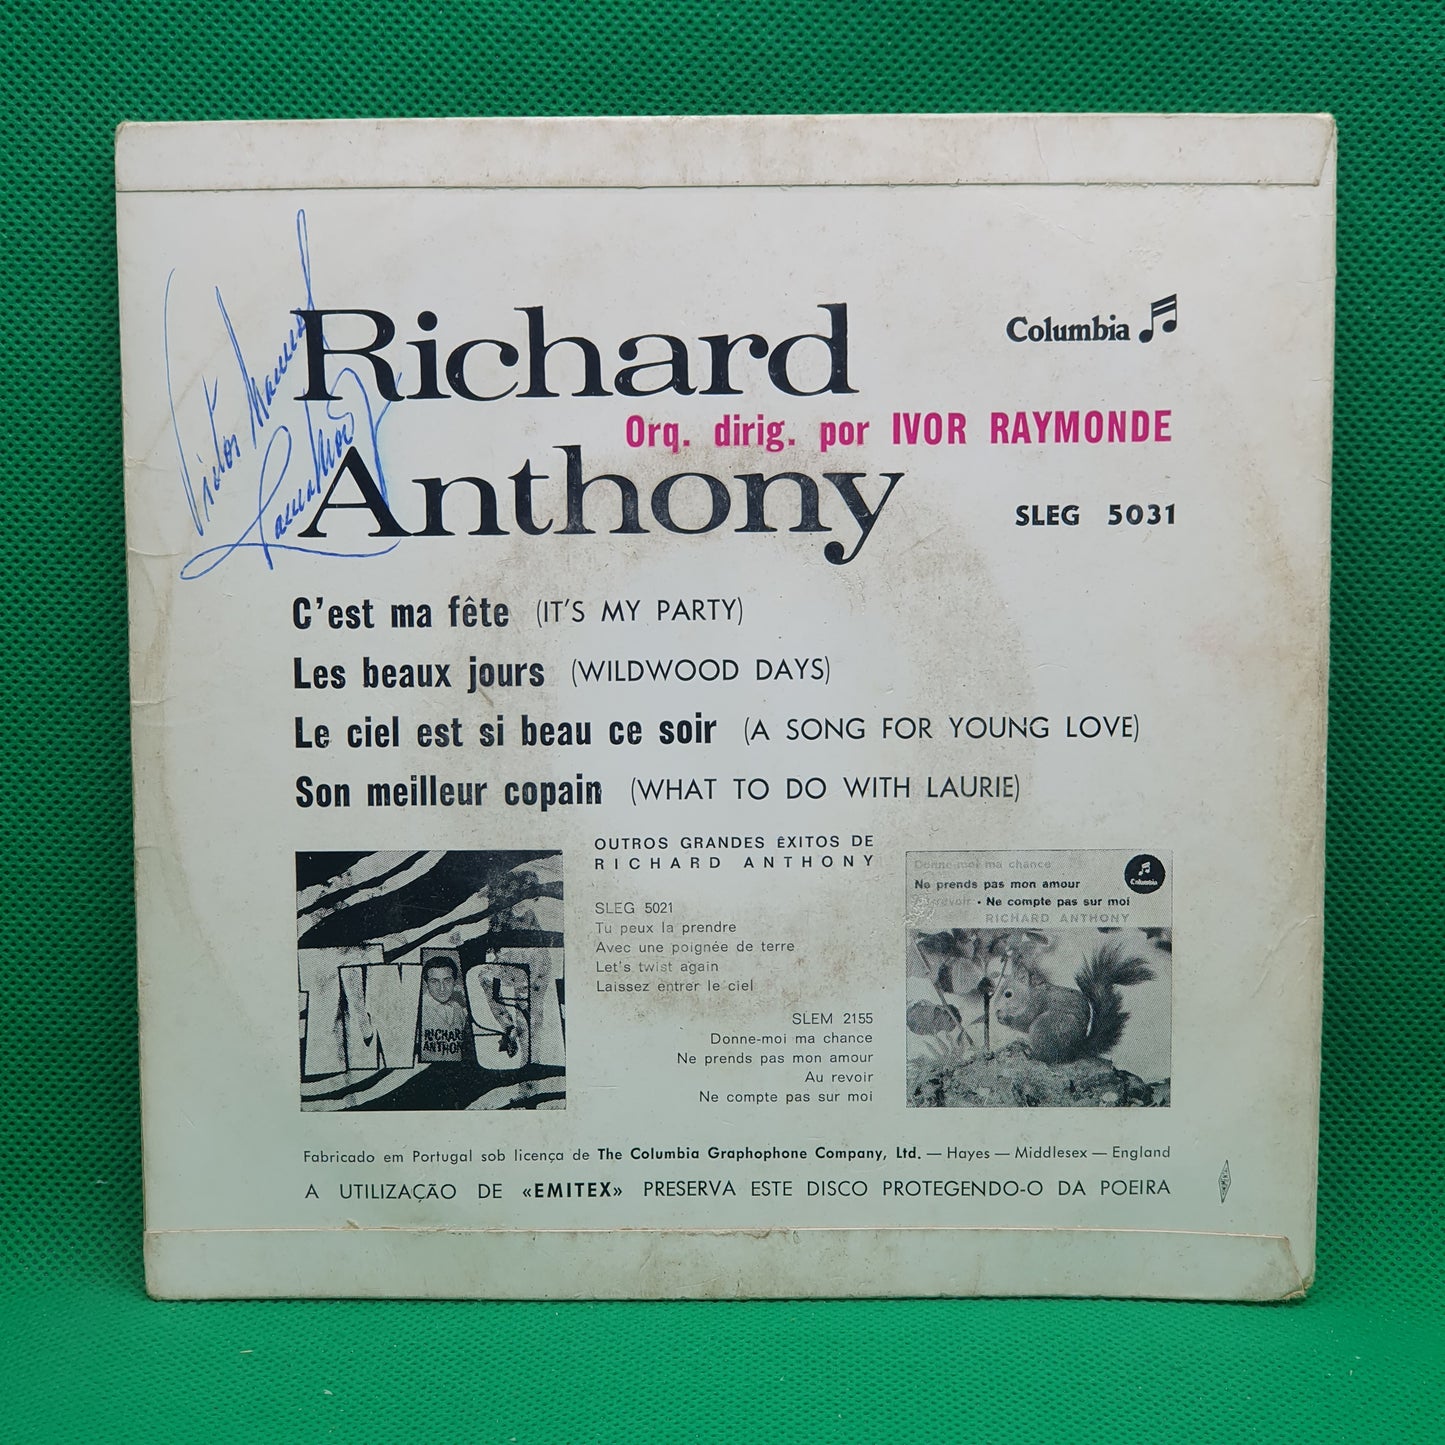 Victor Manuel
Richard
Columbia
Orq. dirig. por IVOR RAYMONDE
Anthony
SLEG 5031
C'est ma fête (IT'S MY PARTY)
Les beaux jours (WILDWOOD DAYS)
Le ciel est si beau ce soir (A SONG FOR YOUNG LOVE)
Son meilleur copain (WHAT TO DO WITH LAURIE)
OUTROS GRANDES ÊXITOS DE
RICHARD ANTHONY
SLEG 5021
Tu peux la prendre
Avec une poignée de terre
Let's twist again
Laissez entrer le ciel
SLEM 2155
Donne-moi ma chance
Ne prends pas mon amour
Au revoir
Ne compte pas sur moi
TWIST
RICHARD
ANTHONY
Donne-moi ma chance
Columbia
Ne prends pas mon amour
Au revoir • Ne compte pas sur moi
RICHARD ANTHONY
Fabricado em Portugal sob licença de The Columbia Graphophone Company, Ltd. — Hayes — Middlesex — England
A UTILIZAÇÃO DE «EMITEX» PRESERVA ESTE DISCO PROTEGENDO-O DA POEIRA